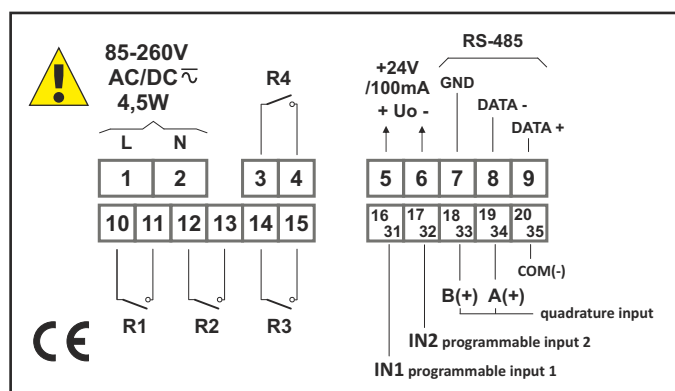 85-260V
AC/DC
4,5W
L N
R4
+24V
/100mA
+ Uo -
RS-485
GND
DATA -
DATA +
1 2 3 4 5 6 7 8 9
10 11 12 13 14 15
16 31 17 32 18 33 19 34 20 35
COM(-)
B(+) A(+)
quadrature input
R1 R2 R3
IN2 programmable input 2
IN1 programmable input 1
CE